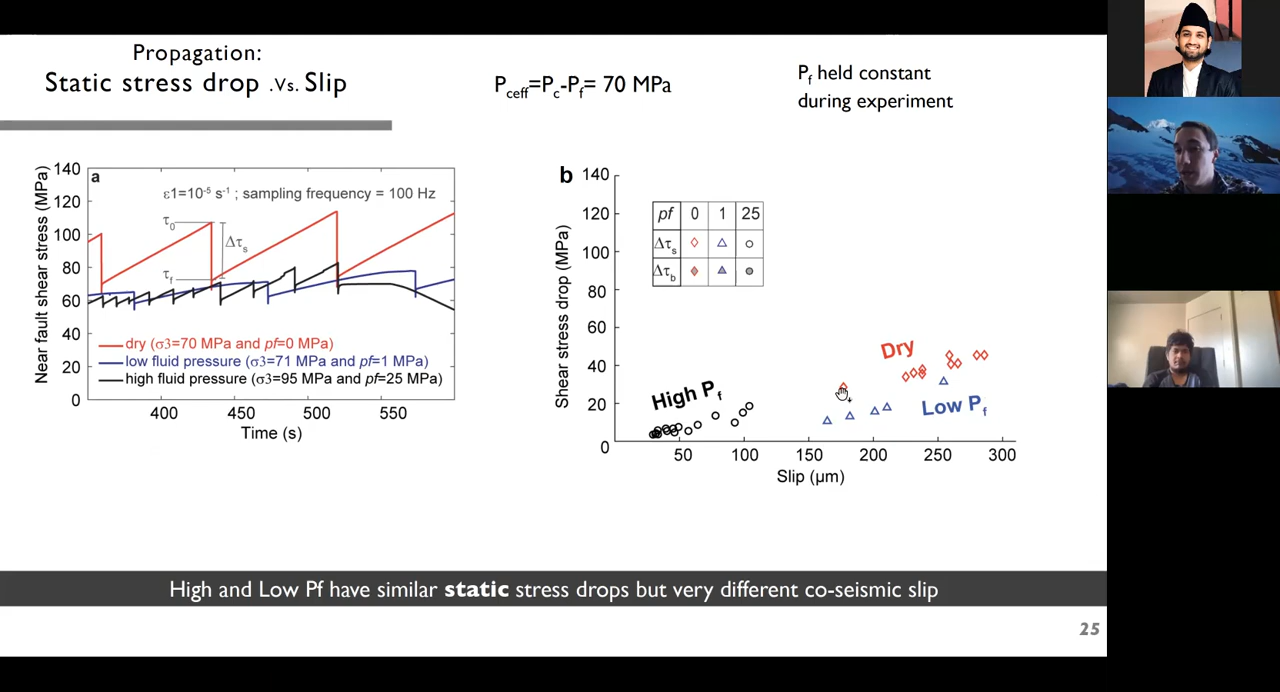 Propagation:
Static stress drop .Vs. Slip
Pceff=Pc-Pf= 70 MPa
Pf held constant
during experiment
a
ε1=10-5 s-1 ; sampling frequency = 100 Hz
τ0
Δτs
τf
Near fault shear stress (MPa)
140
120
100
80
60
40
20
0
dry (σ3=70 MPa and pf=0 MPa)
low fluid pressure (σ3=71 MPa and pf=1 MPa)
high fluid pressure (σ3=95 MPa and pf=25 MPa)
400 450 500 550
Time (s)
b
Shear stress drop (MPa)
140
120
100
80
60
40
20
0
pf 0 1 25
Δτs
Δτb
High Pf
Dry
Low Pf
50 100 150 200 250 300
Slip (µm)
High and Low Pf have similar static stress drops but very different co-seismic slip
25